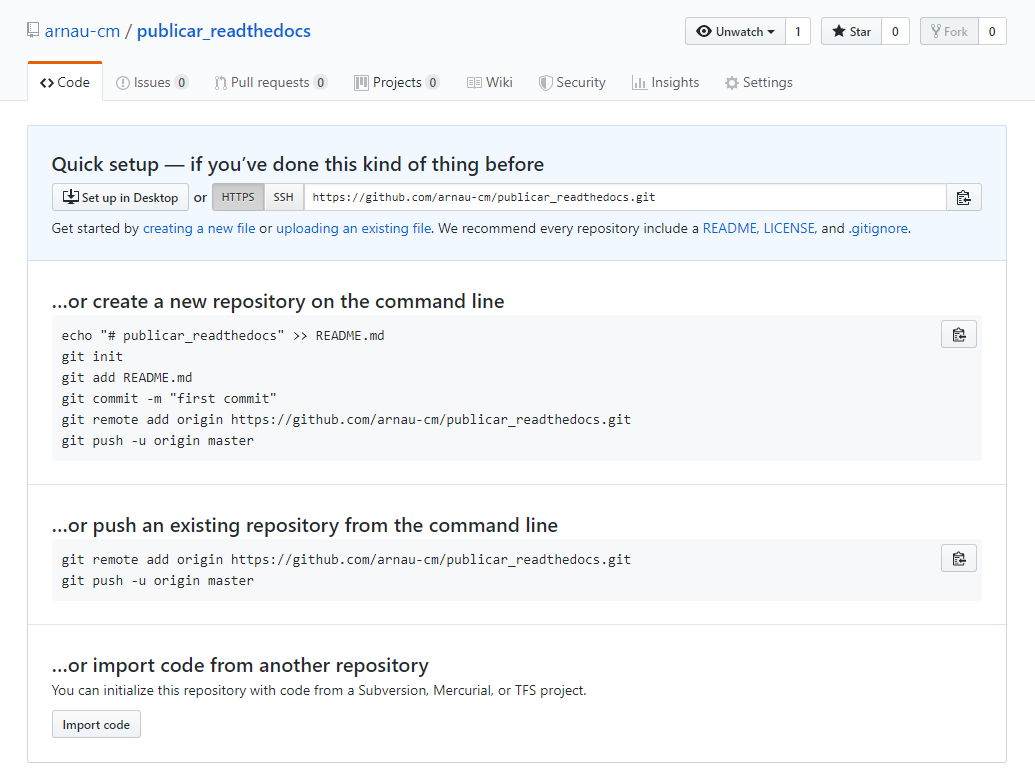 arnau-cm / publicar_readthedocs
Unwatch 1 Star 0 Fork 0
Code Issues 0 Pull requests 0 Projects 0 Wiki Security Insights Settings
Quick setup — if you’ve done this kind of thing before
Set up in Desktop or HTTPS SSH https://github.com/arnau-cm/publicar_readthedocs.git
Get started by creating a new file or uploading an existing file. We recommend every repository include a README, LICENSE, and .gitignore.
…or create a new repository on the command line
echo "# publicar_readthedocs" >> README.md
git init
git add README.md
git commit -m "first commit"
git remote add origin https://github.com/arnau-cm/publicar_readthedocs.git
git push -u origin master
…or push an existing repository from the command line
git remote add origin https://github.com/arnau-cm/publicar_readthedocs.git
git push -u origin master
…or import code from another repository
You can initialize this repository with code from a Subversion, Mercurial, or TFS project.
Import code